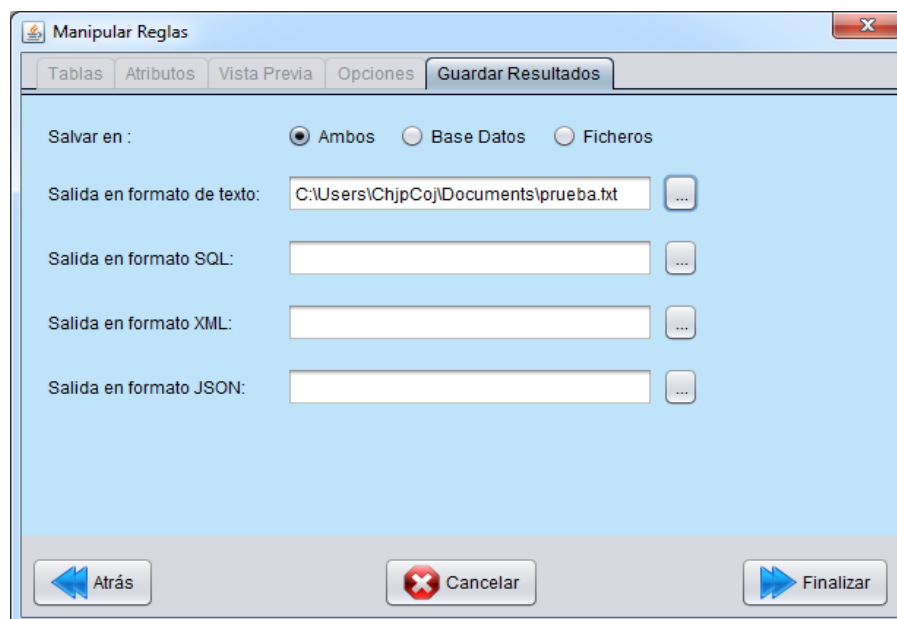 Manipular Reglas
Tablas Atributos Vista Previa Opciones Guardar Resultados
Salvar en : Ambos Base Datos Ficheros
Salida en formato de texto: C:\Users\ChjpCoj\Documents\prueba.txt ...
Salida en formato SQL: ...
Salida en formato XML: ...
Salida en formato JSON: ...
Atrás Cancelar Finalizar